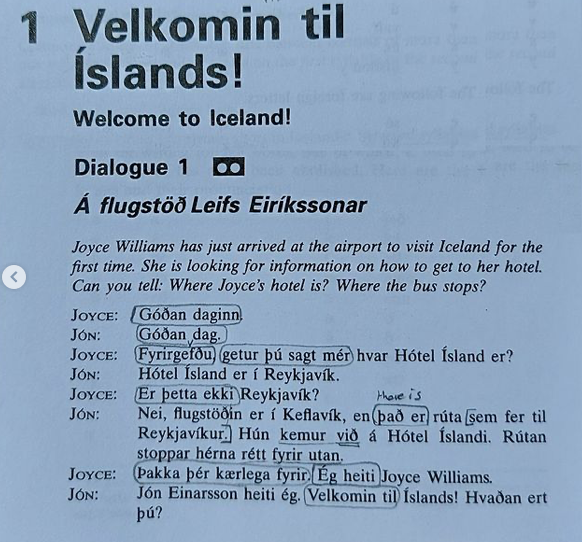 1 Velkomin til
Íslands!
Welcome to Iceland!
Dialogue 1
Á flugstöð Leifs Eiríkssonar
Joyce Williams has just arrived at the airport to visit Iceland for the
first time. She is looking for information on how to get to her hotel.
Can you tell: Where Joyce's hotel is? Where the bus stops?
JOYCE: Góðan daginn.
JÓN: Góðan dag.
JOYCE: Fyrirgefðu, getur þú sagt mér hvar Hótel Ísland er?
JÓN: Hótel Ísland er í Reykjavík.
JOYCE: Er þetta ekki Reykjavík?
there is
JÓN: Nei, flugstöðin er í Keflavík, en það er rúta sem fer til
Reykjavíkur. Hún kemur við á Hótel Íslandi. Rútan
stoppar hérna rétt fyrir utan.
JOYCE: Þakka þér kærlega fyrir. Ég heiti Joyce Williams.
JÓN: Jón Einarsson heiti ég. Velkomin til Íslands! Hvaðan ert
þú?